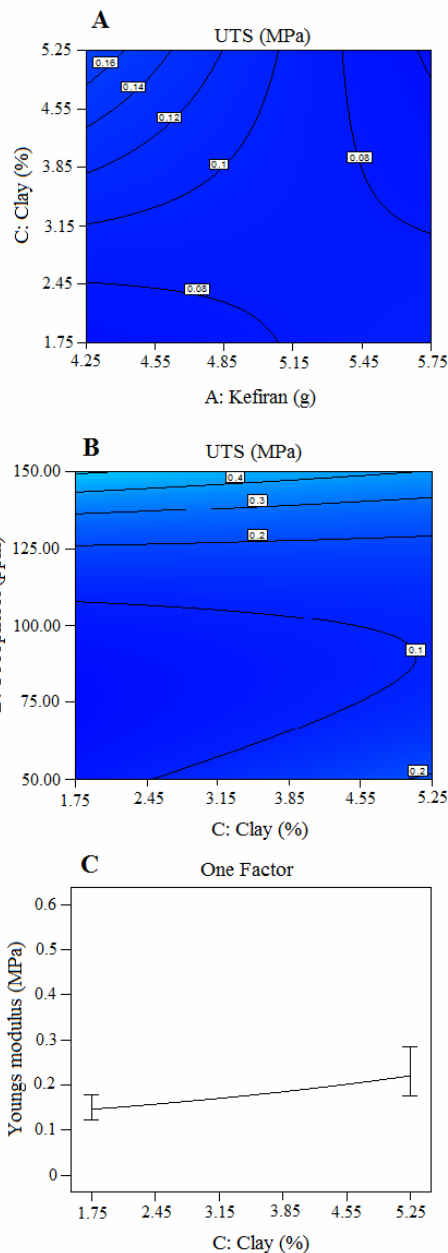 A
UTS (MPa)
5.25
0.16
0.14
4.55
0.12
C: Clay (%)
3.85
0.1
0.08
3.15
2.45
0.08
1.75
4.25 4.55 4.85 5.15 5.45 5.75
A: Kefiran (g)
B
UTS (MPa)
150.00
0.4
0.3
125.00
0.2
100.00
0.1
75.00
50.00
0.2
1.75 2.45 3.15 3.85 4.55 5.25
C: Clay (%)
C
One Factor
Youngs modulus (MPa)
0.6
0.5
0.4
0.3
0.2
0.1
0
1.75 2.45 3.15 3.85 4.55 5.25
C: Clay (%)